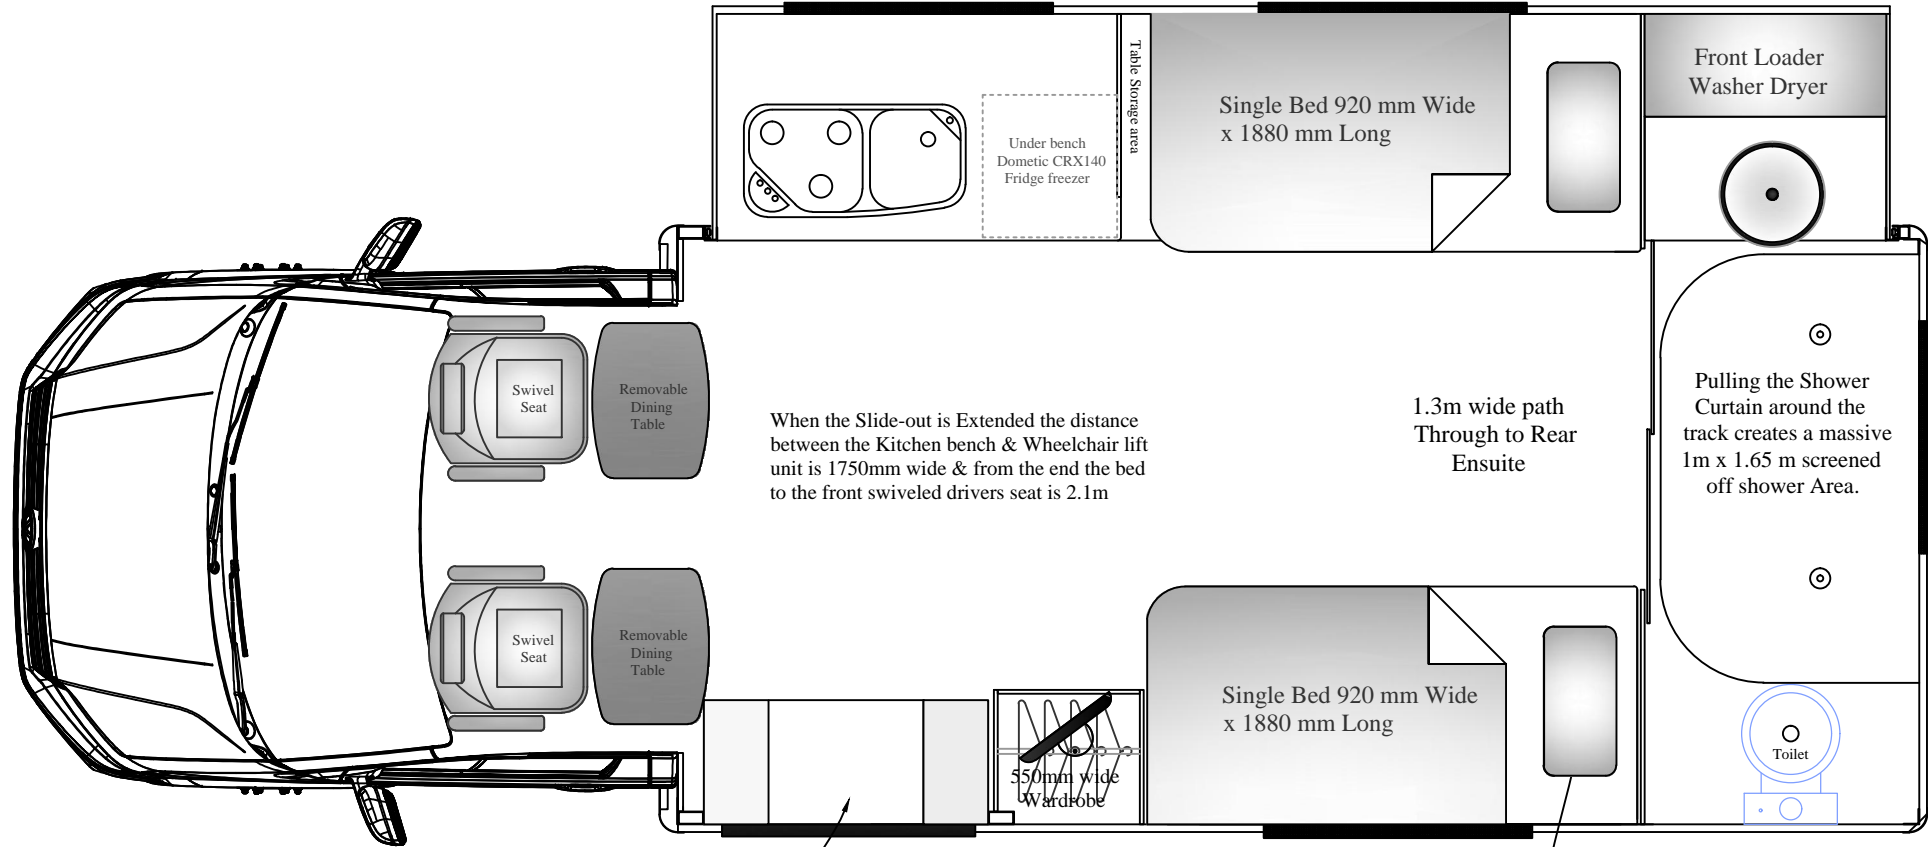 Front Loader
Washer Dryer
Table Storage area
Single Bed 920 mm Wide
x 1880 mm Long
Under bench
Dometic CRX140
Fridge freezer
Swivel
Seat
Removable
Dining
Table
When the Slide-out is Extended the distance
between the Kitchen bench & Wheelchair lift
unit is 1750mm wide & from the end the bed
to the front swiveled drivers seat is 2.1m
1.3m wide path
Through to Rear
Ensuite
Pulling the Shower
Curtain around the
track creates a massive
1m x 1.65 m screened
off shower Area.
Swivel
Seat
Removable
Dining
Table
Single Bed 920 mm Wide
x 1880 mm Long
550mm wide
Wardrobe
Toilet